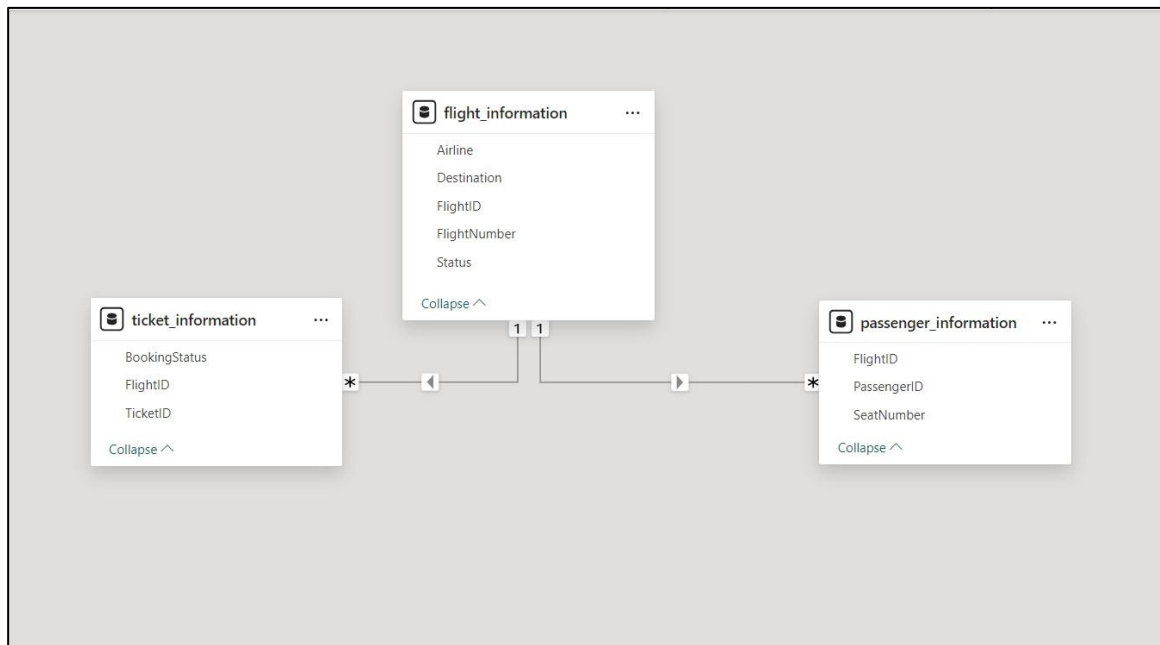 flight_information
...
Airline
Destination
FlightID
FlightNumber
Status
Collapse
1 1
ticket_information
...
BookingStatus
FlightID
TicketID
Collapse
*
*
passenger_information
...
FlightID
PassengerID
SeatNumber
Collapse